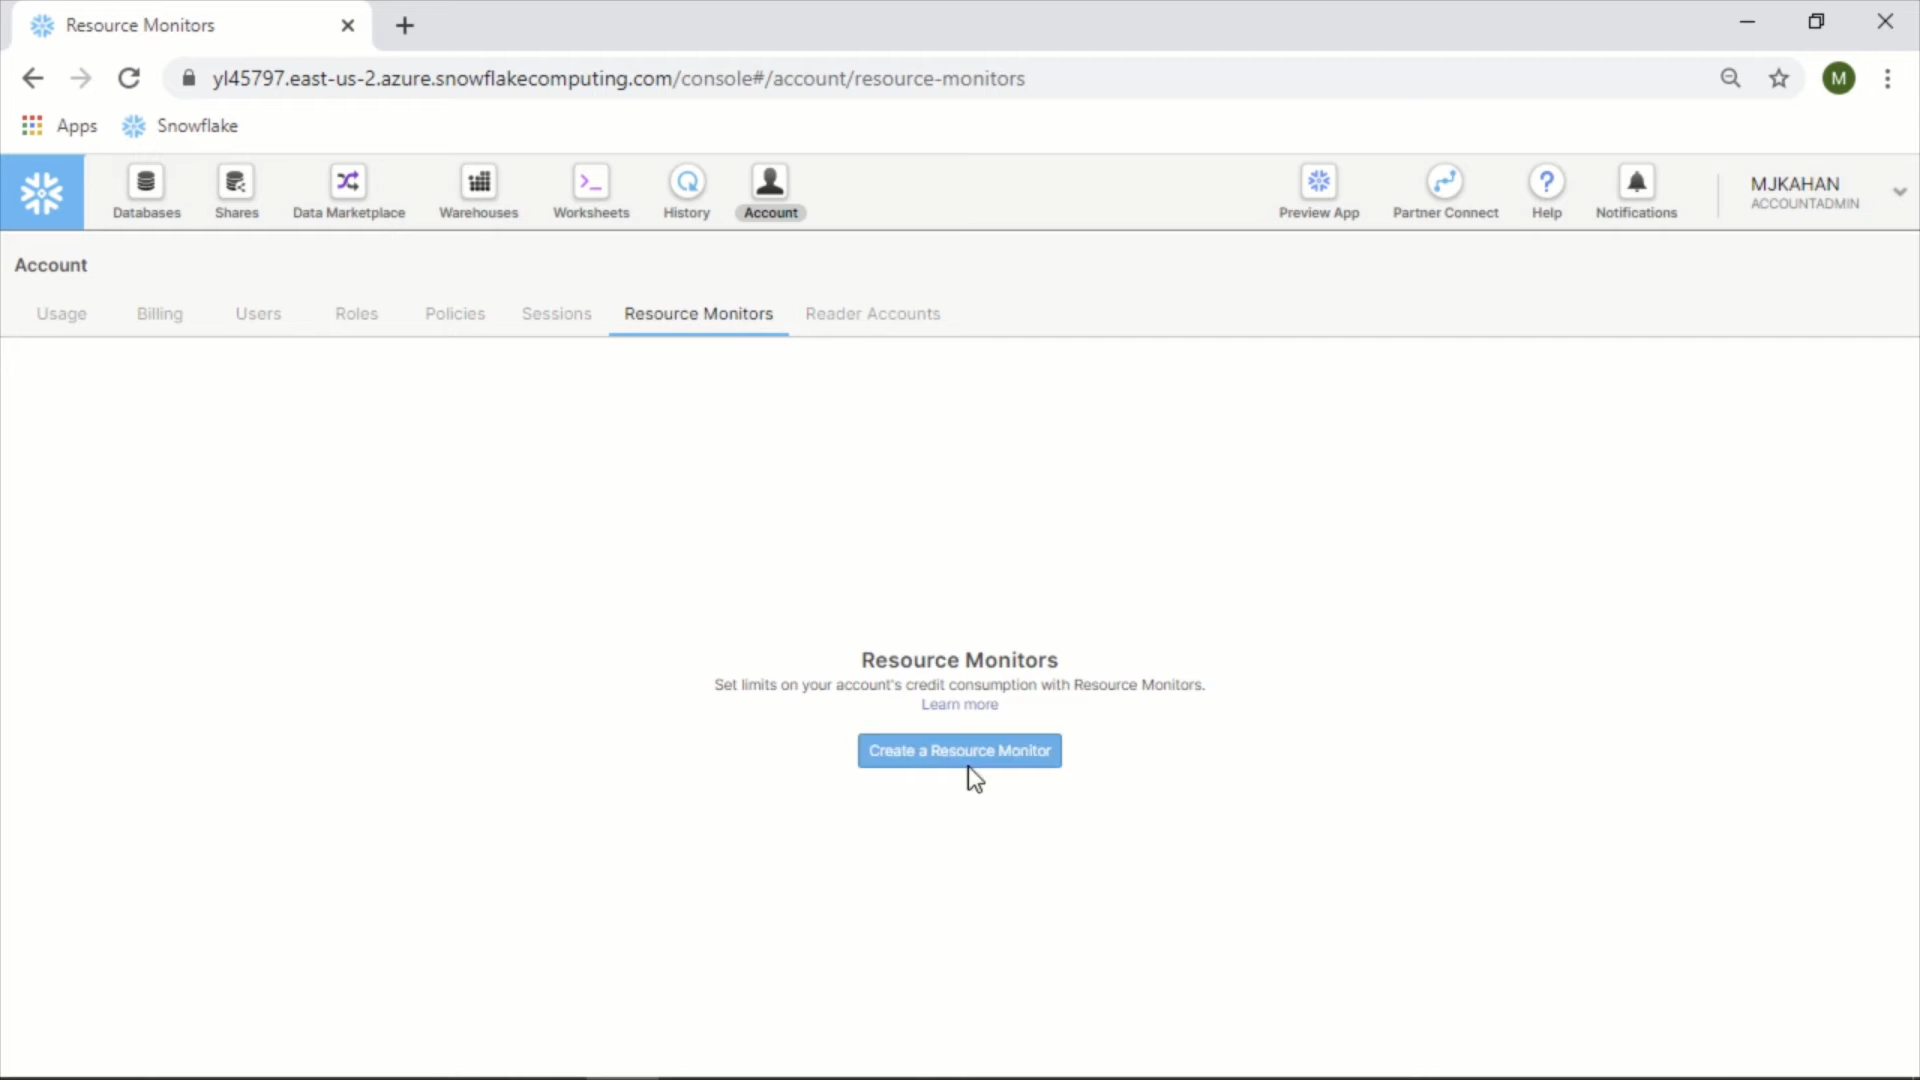 Resource Monitors
yl45797.east-us-2.azure.snowflakecomputing.com/console#/account/resource-monitors
M
Apps Snowflake
Databases Shares Data Marketplace Warehouses Worksheets History Account Preview App Partner Connect Help Notifications
MJKAHAN
ACCOUNTADMIN
Account
Usage Billing Users Roles Policies Sessions Resource Monitors Reader Accounts
Resource Monitors
Set limits on your account's credit consumption with Resource Monitors.
Learn more
Create a Resource Monitor